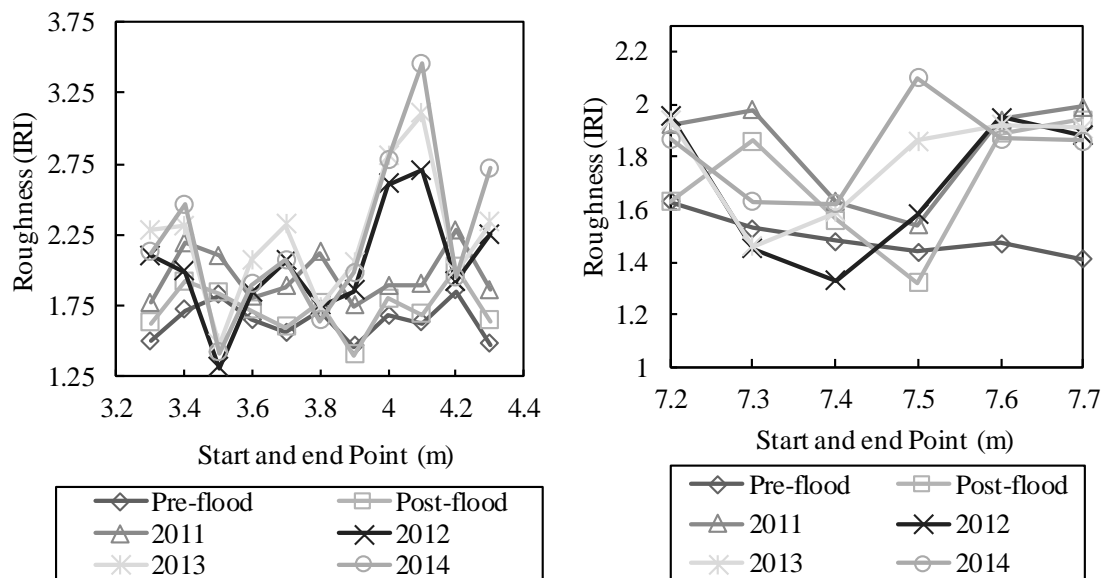 3.75
3.25
2.75
2.25
1.75
1.25
Roughness (IRI)
3.2 3.4 3.6 3.8 4 4.2 4.4
Start and end Point (m)
Pre-flood Post-flood
2011 2012
2013 2014
2.2
2
1.8
1.6
1.4
1.2
1
Roughness (IRI)
7.2 7.3 7.4 7.5 7.6 7.7
Start and end Point (m)
Pre-flood Post-flood
2011 2012
2013 2014